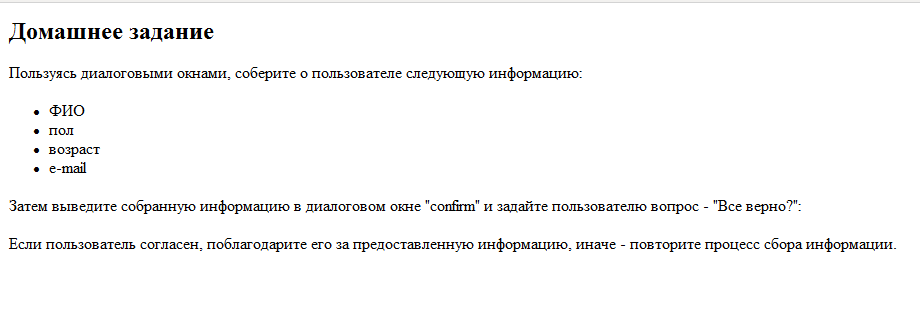 Домашнее задание
Пользуясь диалоговыми окнами, соберите о пользователе следующую информацию:
ФИО
пол
возраст
e-mail
Затем выведите собранную информацию в диалоговом окне "confirm" и задайте пользователю вопрос - "Все верно?":
Если пользователь согласен, поблагодарите его за предоставленную информацию, иначе - повторите процесс сбора информации.